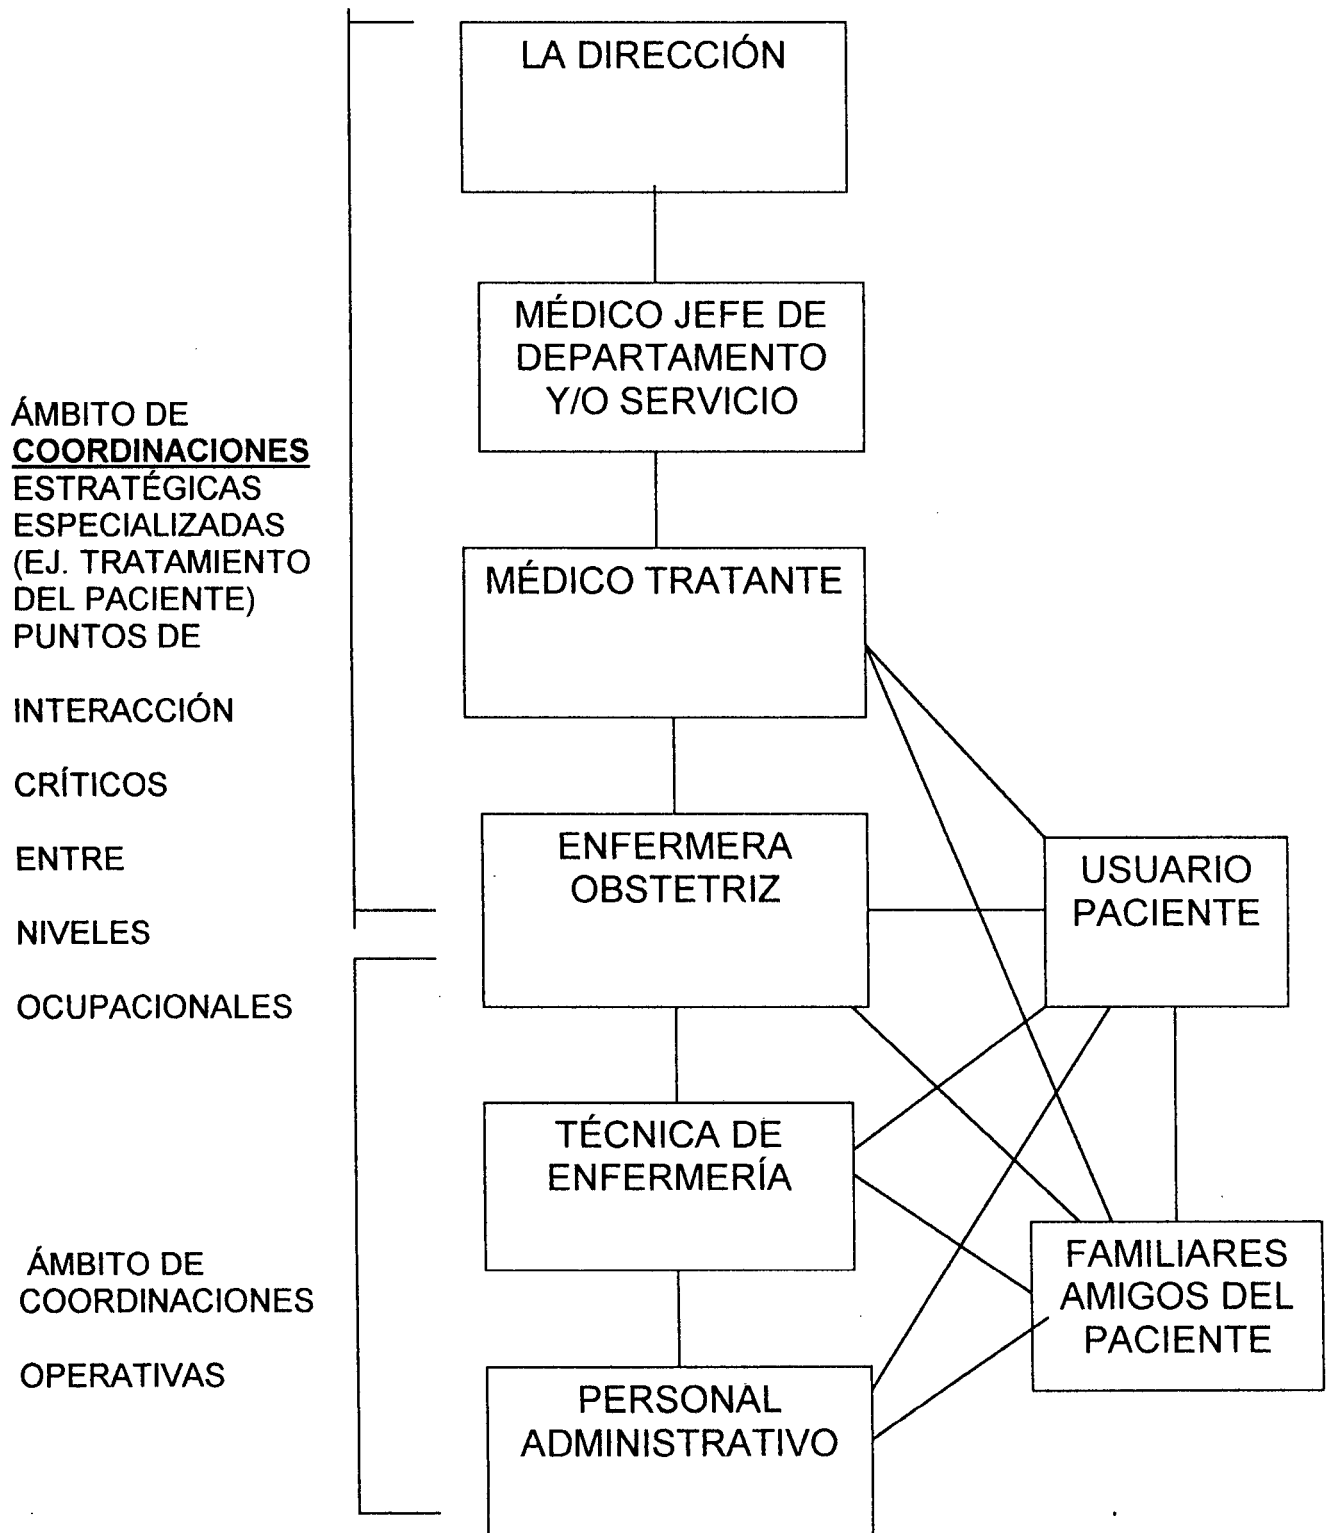 LA DIRECCIÓN
MÉDICO JEFE DE
DEPARTAMENTO
Y/O SERVICIO
ÁMBITO DE
COORDINACIONES
ESTRATÉGICAS
ESPECIALIZADAS
(EJ. TRATAMIENTO
DEL PACIENTE)
PUNTOS DE
INTERACCIÓN
CRÍTICOS
ENTRE
NIVELES
OCUPACIONALES
MÉDICO TRATANTE
ENFERMERA
OBSTETRIZ
USUARIO
PACIENTE
TÉCNICA DE
ENFERMERÍA
FAMILIARES
AMIGOS DEL
PACIENTE
ÁMBITO DE
COORDINACIONES
OPERATIVAS
PERSONAL
ADMINISTRATIVO